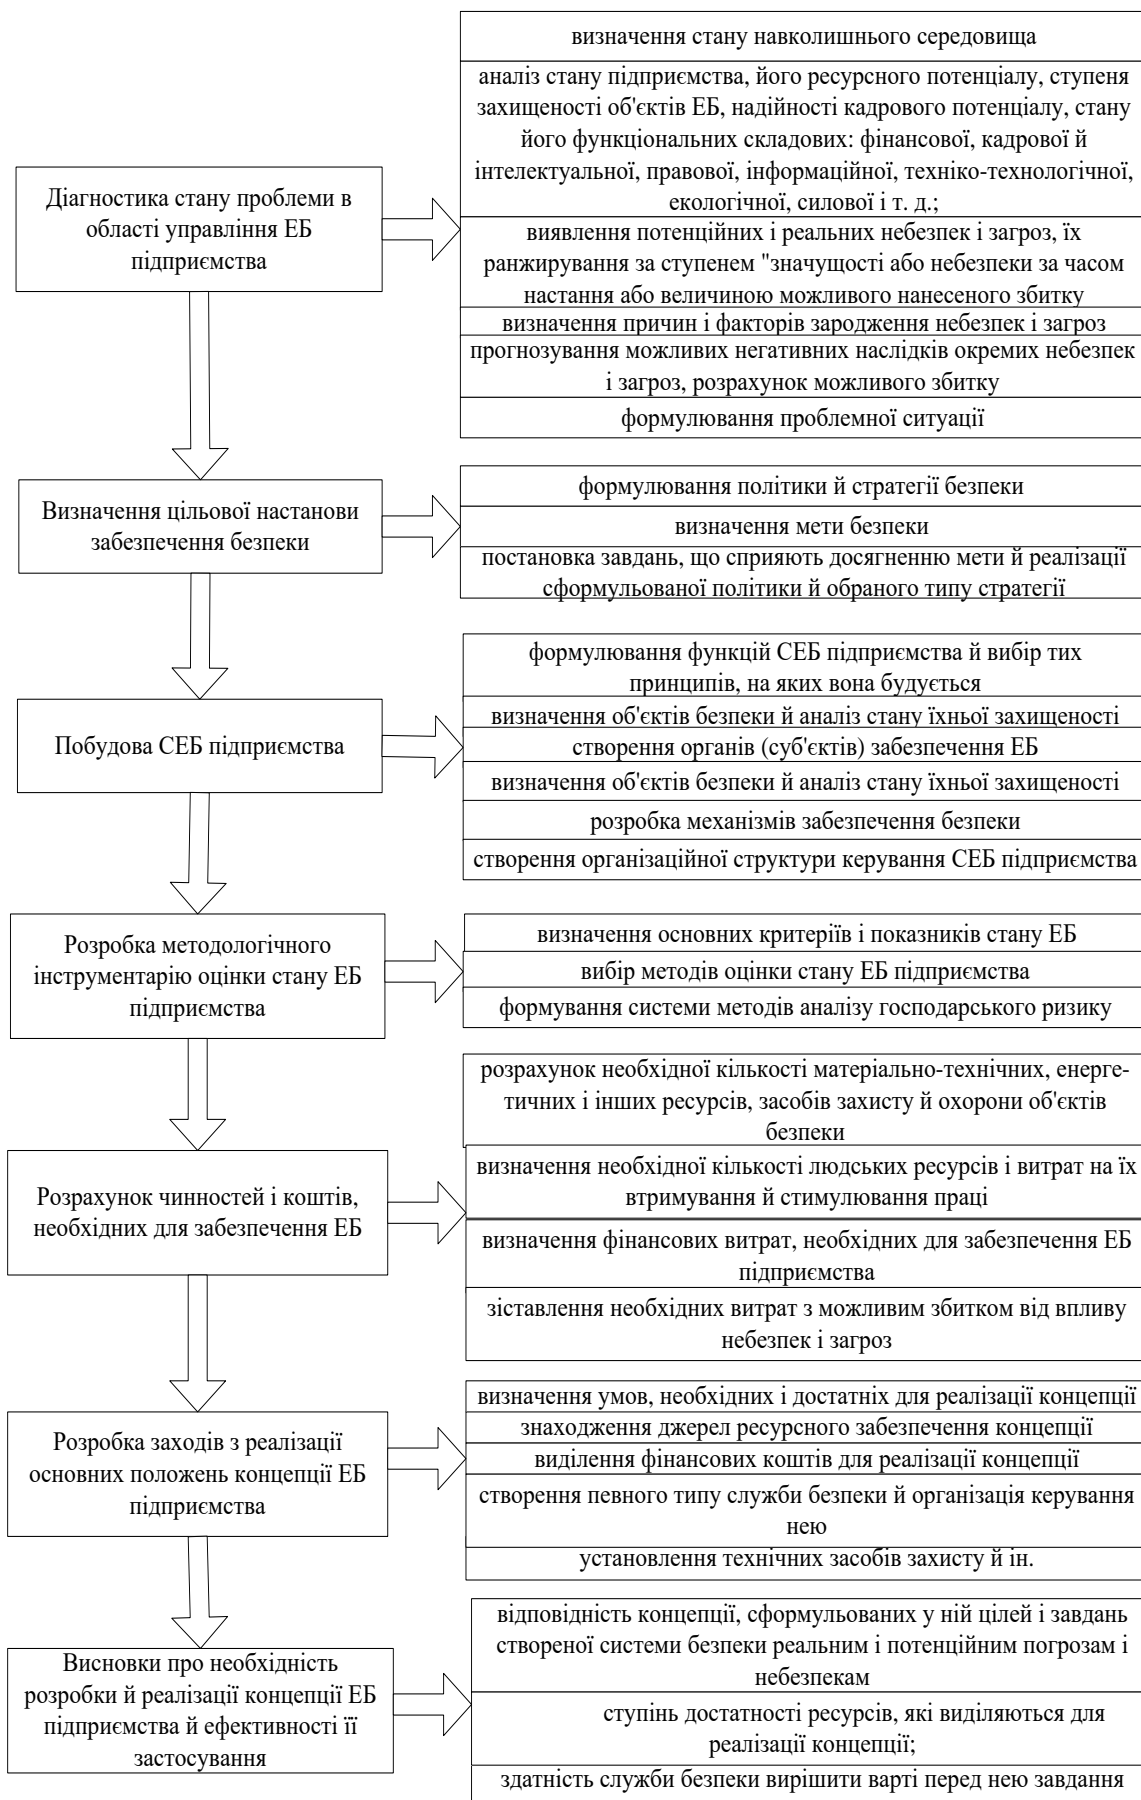 визначення стану навколишнього середовища
аналіз стану підприємства, його ресурсного потенціалу, ступеня
захищеності об'єктів ЕБ, надійності кадрового потенціалу, стану
його функціональних складових: фінансової, кадрової й
інтелектуальної, правової, інформаційної, техніко-технологічної,
екологічної, силової і т. д.;
Діагностика стану проблеми в
області управління ЕБ
підприємства
виявлення потенційних і реальних небезпек і загроз, їх
ранжирування за ступенем "значущості або небезпеки за часом
настання або величиною можливого нанесеного збитку
визначення причин і факторів зародження небезпек і загроз
прогнозування можливих негативних наслідків окремих небезпек
і загроз, розрахунок можливого збитку
формулювання проблемної ситуації
Визначення цільової настанови
забезпечення безпеки
формулювання політики й стратегії безпеки
визначення мети безпеки
постановка завдань, що сприяють досягненню мети й реалізації
сформульованої політики й обраного типу стратегії
Побудова СЕБ підприємства
формулювання функцій СЕБ підприємства й вибір тих
принципів, на яких вона будується
визначення об'єктів безпеки й аналіз стану їхньої захищеності
створення органів (суб'єктів) забезпечення ЕБ
визначення об'єктів безпеки й аналіз стану їхньої захищеності
розробка механізмів забезпечення безпеки
створення організаційної структури керування СЕБ підприємства
Розробка методологічного
інструментарію оцінки стану ЕБ
підприємства
визначення основних критеріїв і показників стану ЕБ
вибір методів оцінки стану ЕБ підприємства
формування системи методів аналізу господарського ризику
Розрахунок чинностей і коштів,
необхідних для забезпечення ЕБ
розрахунок необхідної кількості матеріально-технічних, енерге-
тичних і інших ресурсів, засобів захисту й охорони об'єктів
безпеки
визначення необхідної кількості людських ресурсів і витрат на їх
втримування й стимулювання праці
визначення фінансових витрат, необхідних для забезпечення ЕБ
підприємства
зіставлення необхідних витрат з можливим збитком від впливу
небезпек і загроз
Розробка заходів з реалізації
основних положень концепції ЕБ
підприємства
визначення умов, необхідних і достатніх для реалізації концепції
знаходження джерел ресурсного забезпечення концепції
виділення фінансових коштів для реалізації концепції
створення певного типу служби безпеки й організація керування
нею
установлення технічних засобів захисту й ін.
Висновки про необхідність
розробки й реалізації концепції ЕБ
підприємства й ефективності її
застосування
відповідність концепції, сформульованих у ній цілей і завдань
створеної системи безпеки реальним і потенційним погрозам і
небезпекам
ступінь достатності ресурсів, які виділяються для
реалізації концепції;
здатність служби безпеки вирішити варті перед нею завдання